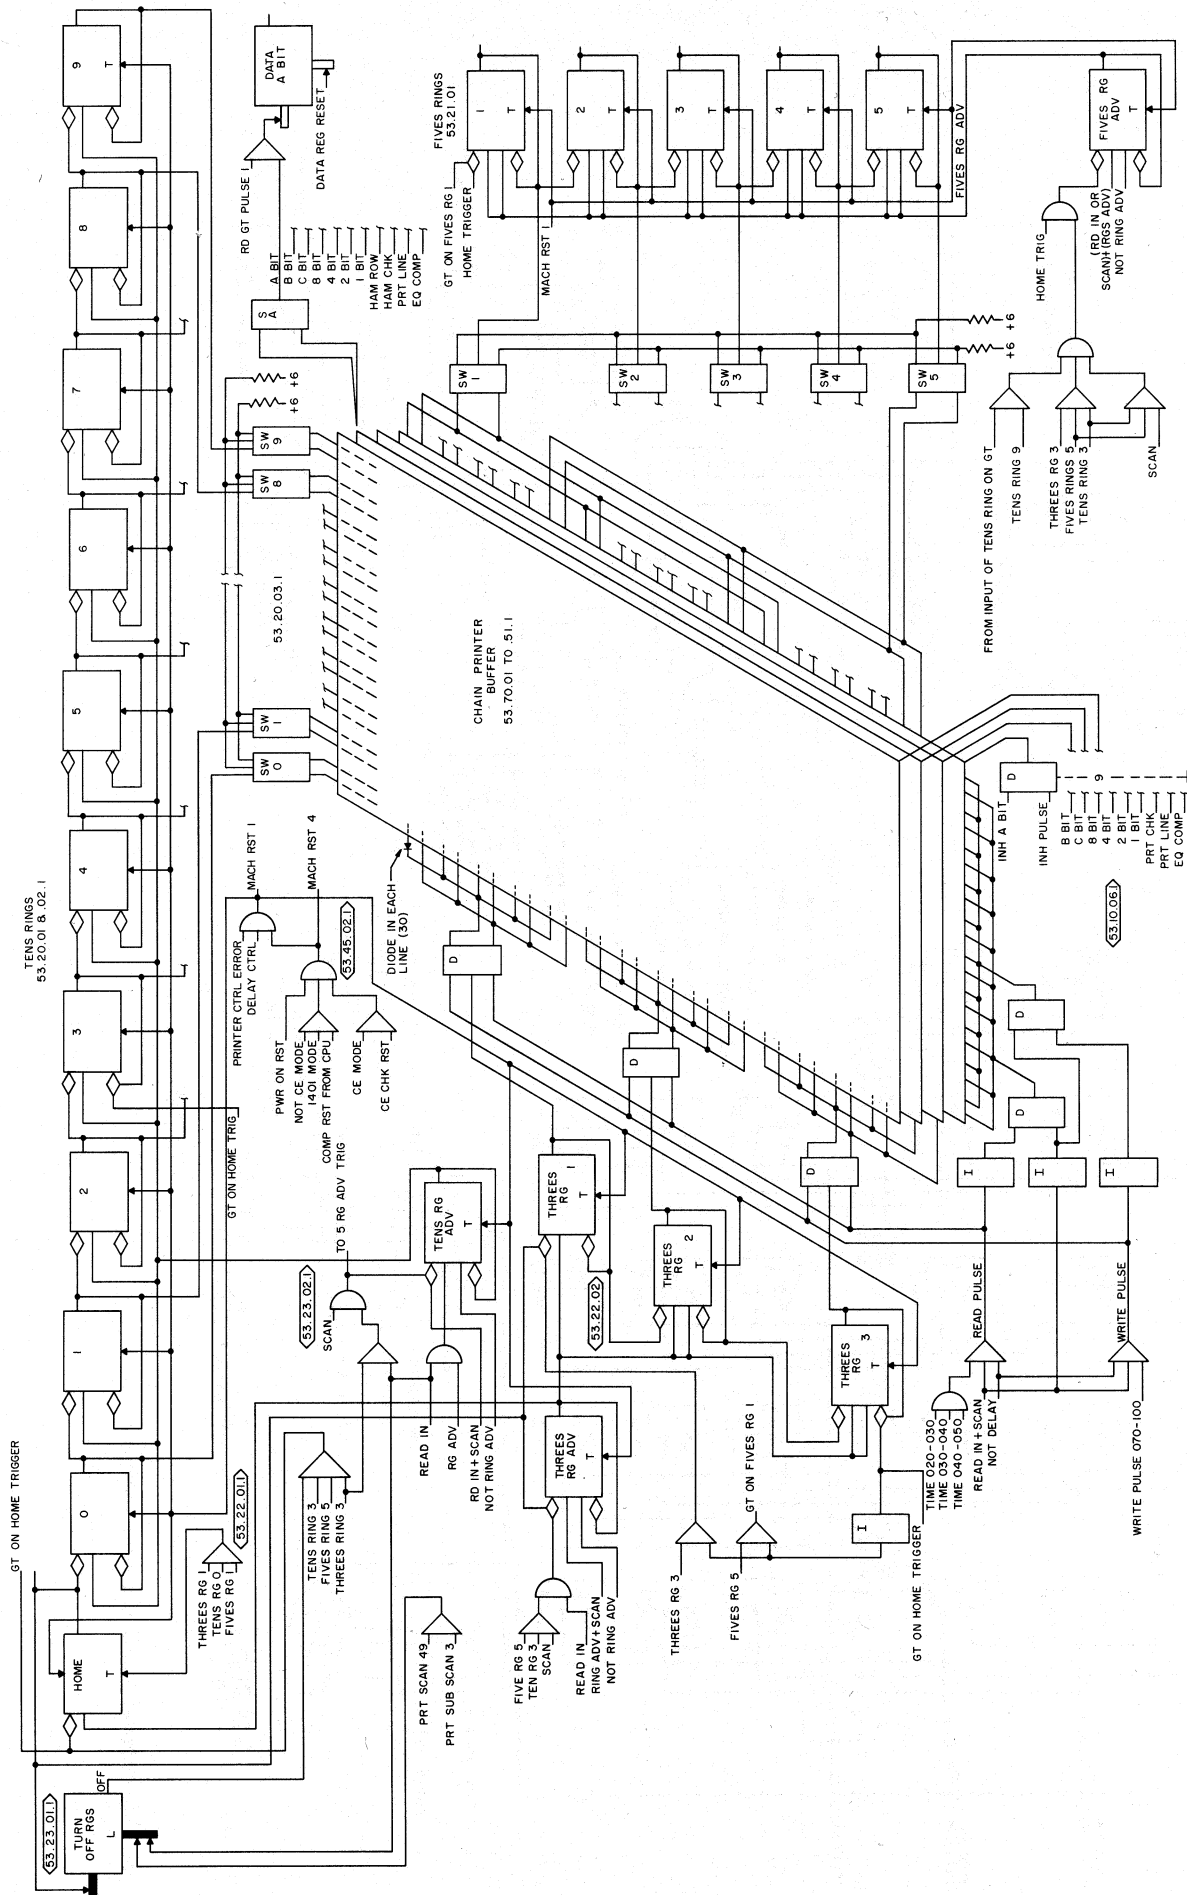 TENS RINGS
53.20.01 & .02.1
GT ON HOME TRIGGER
53.23.01.1
TURN
OFF RGS
L
OFF
HOME
T
0
1
2
3
4
5
6
7
8
9
T
THREES RG 1
TENS RG 0
FIVES RG 1
53.22.01.1
GT ON HOME TRIG
PRINTER CTRL ERROR
DELAY CTRL
MACH RST 1
PWR ON RST
NOT CE MODE
1401 MODE
COMP RST FROM CPU
CE MODE
CE CHK RST
MACH RST 4
53.45.02.1
SW
0
SW
1
SW
8
SW
9
+6
+6
53.20.03.1
RD GT PULSE 1
DATA
A BIT
DATA REG RESET
S
A
A BIT
B BIT
C BIT
8 BIT
4 BIT
2 BIT
1 BIT
HAM ROW
HAM CHK
PRT LINE
EQ COMP
TENS RING 3
FIVES RING 5
THREES RING 3
53.23.02.1
SCAN
TO 5 RG ADV TRIG
READ IN
RG ADV
RD IN+SCAN
NOT RING ADV
TENS RG
ADV
T
DIODE IN EACH
LINE (30)
CHAIN PRINTER
BUFFER
53.70.01 TO .51.1
PRT SCAN 49
PRT SUB SCAN 3
FIVE RG 5
TEN RG 3
SCAN
READ IN
RING ADV+SCAN
NOT RING ADV
THREES
RG ADV
T
THREES
RG
1
T
53.22.02
THREES
RG
2
T
THREES
RG
3
T
D
D
D
THREES RG 3
FIVES RG 5
GT ON FIVES RG 1
I
GT ON HOME TRIGGER
TIME 020-030
TIME 030-040
TIME 040-050
READ IN+SCAN
NOT DELAY
READ PULSE
WRITE PULSE 070-100
WRITE PULSE
I
I
I
D
D
D
INH A BIT
INH PULSE
9
B BIT
C BIT
8 BIT
4 BIT
2 BIT
1 BIT
PRT CHK
PRT LINE
EQ COMP
53.10.06.1
FIVES RINGS
53.21.01
GT ON FIVES RG 1
HOME TRIGGER
MACH RST 1
1
T
2
T
3
T
4
T
5
T
FIVES RG ADV
SW
1
SW
2
SW
3
SW
4
SW
5
+6
+6
HOME TRIG
(RD IN OR
SCAN)+(RGS ADV)
NOT RING ADV
FIVES RG
ADV
T
FROM INPUT OF TENS RING ON GT
TENS RING 9
THREES RG 3
FIVES RINGS 5
TENS RING 3
SCAN